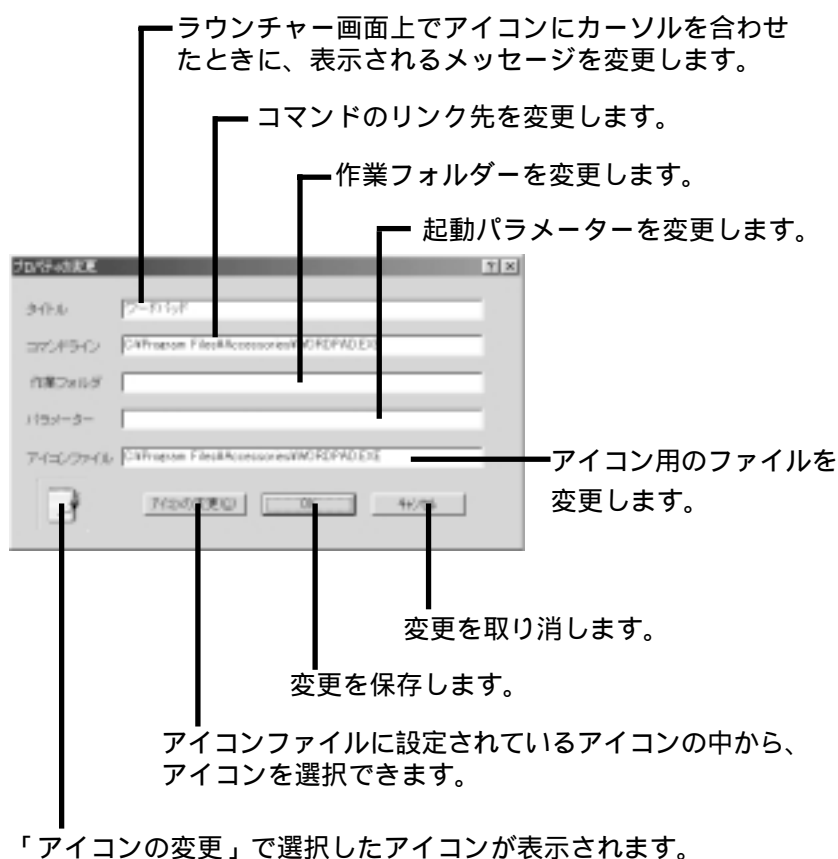 ラウンチャー画面上でアイコンにカーソルを合わせ
たときに、表示されるメッセージを変更します。
コマンドのリンク先を変更します。
作業フォルダーを変更します。
起動パラメーターを変更します。
プロパティの変更
タイトル
ワードパッド
コマンドライン
C:¥Program Files¥Accessories¥WORDPAD.EXE
作業フォルダ
パラメーター
アイコンファイル
C:¥Program Files¥Accessories¥WORDPAD.EXE
アイコン用のファイルを
変更します。
アイコンの変更(C)
OK
キャンセル
変更を取り消します。
変更を保存します。
アイコンファイルに設定されているアイコンの中から、
アイコンを選択できます。
「アイコンの変更」で選択したアイコンが表示されます。